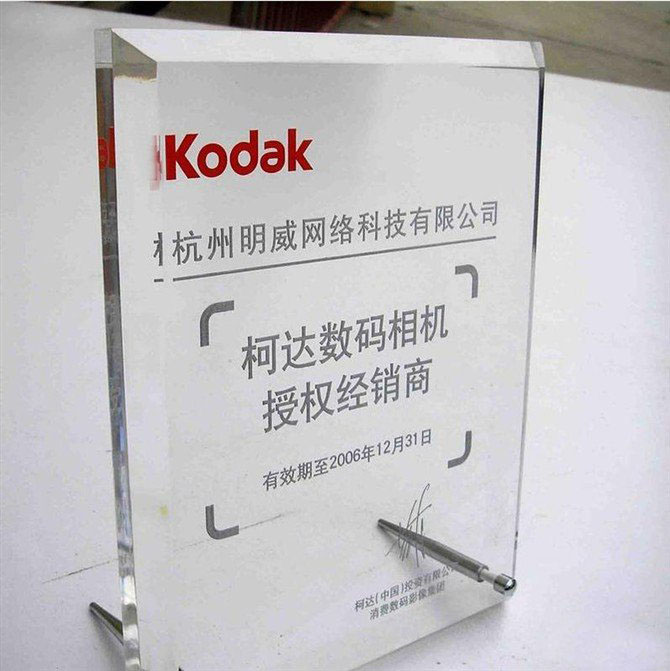 Kodak
杭州明威网络科技有限公司
柯达数码相机
授权经销商
有效期至2006年12月31日
柯达(中国)投资有限公
消费数码影像集团